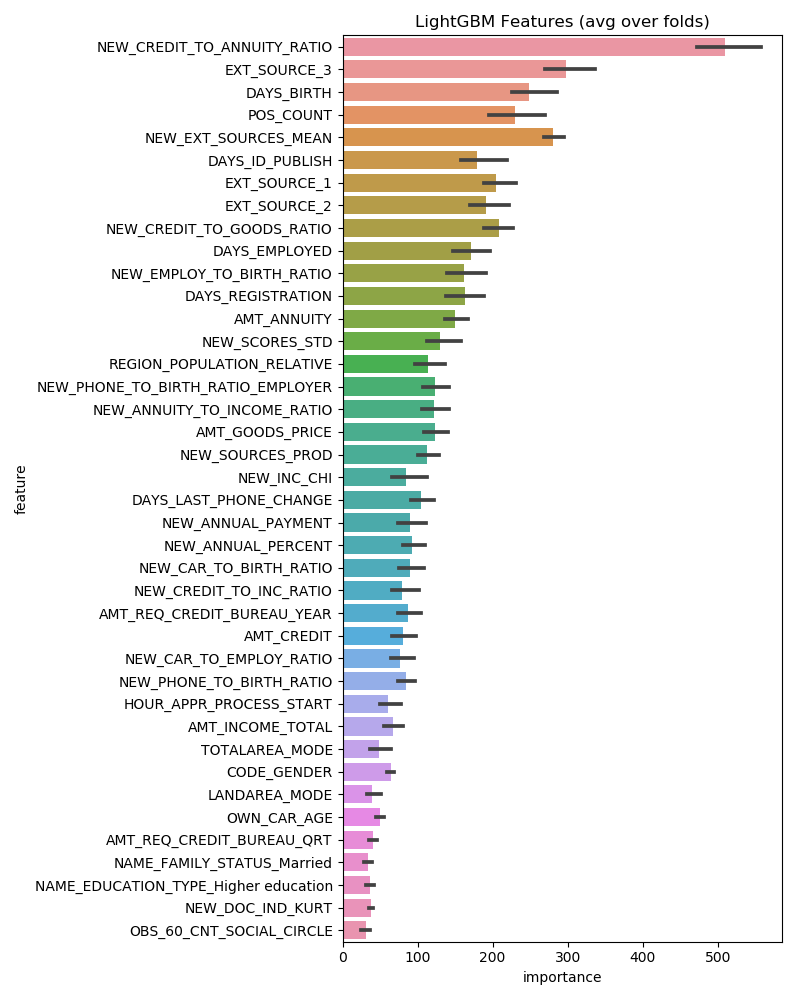 LightGBM Features (avg over folds)
NEW_CREDIT_TO_ANNUITY_RATIO
EXT_SOURCE_3
DAYS_BIRTH
POS_COUNT
NEW_EXT_SOURCES_MEAN
DAYS_ID_PUBLISH
EXT_SOURCE_1
EXT_SOURCE_2
NEW_CREDIT_TO_GOODS_RATIO
DAYS_EMPLOYED
NEW_EMPLOY_TO_BIRTH_RATIO
DAYS_REGISTRATION
AMT_ANNUITY
NEW_SCORES_STD
REGION_POPULATION_RELATIVE
NEW_PHONE_TO_BIRTH_RATIO_EMPLOYER
NEW_ANNUITY_TO_INCOME_RATIO
AMT_GOODS_PRICE
NEW_SOURCES_PROD
NEW_INC_CHI
DAYS_LAST_PHONE_CHANGE
NEW_ANNUAL_PAYMENT
NEW_ANNUAL_PERCENT
NEW_CAR_TO_BIRTH_RATIO
NEW_CREDIT_TO_INC_RATIO
AMT_REQ_CREDIT_BUREAU_YEAR
AMT_CREDIT
NEW_CAR_TO_EMPLOY_RATIO
NEW_PHONE_TO_BIRTH_RATIO
HOUR_APPR_PROCESS_START
AMT_INCOME_TOTAL
TOTALAREA_MODE
CODE_GENDER
LANDAREA_MODE
OWN_CAR_AGE
AMT_REQ_CREDIT_BUREAU_QRT
NAME_FAMILY_STATUS_Married
NAME_EDUCATION_TYPE_Higher education
NEW_DOC_IND_KURT
OBS_60_CNT_SOCIAL_CIRCLE
feature
0 100 200 300 400 500
importance